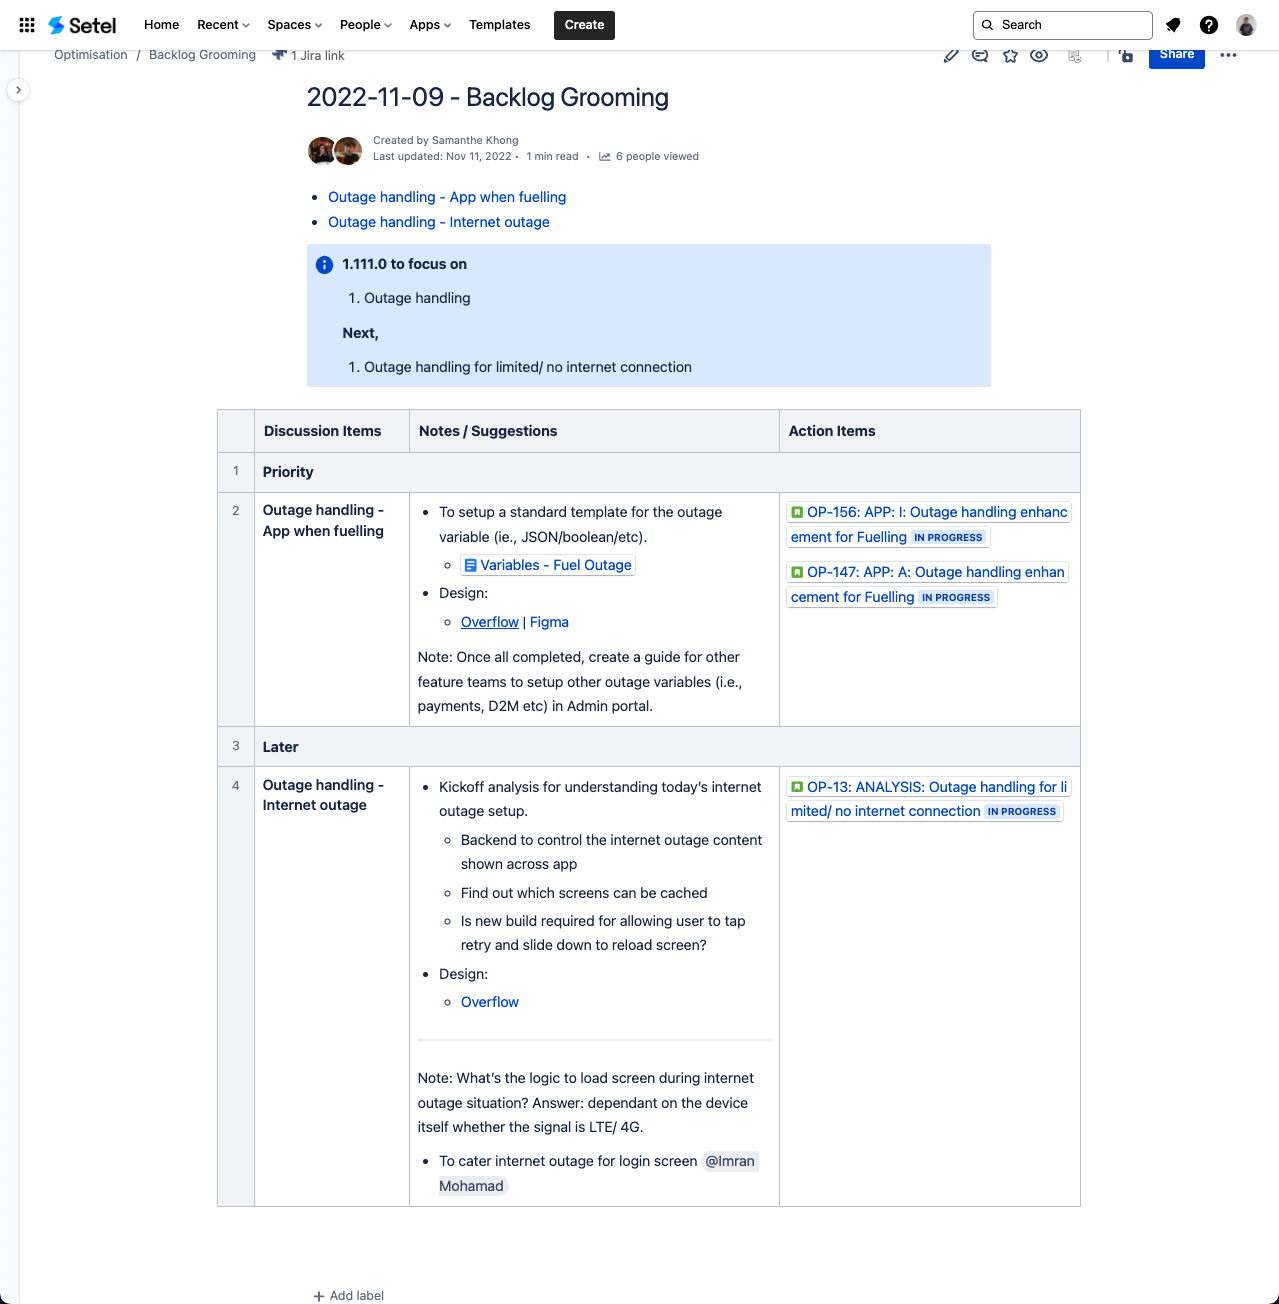 Setel
Home
Recent
Spaces
People
Apps
Templates
Create
Search
Optimisation / Backlog Grooming
1 Jira link
Share
2022-11-09 - Backlog Grooming
Created by Samanthe Khong
Last updated: Nov 11, 2022 • 1 min read • 6 people viewed
• Outage handling - App when fuelling
• Outage handling - Internet outage
1.111.0 to focus on
1. Outage handling
Next,
1. Outage handling for limited/ no internet connection
Discussion Items
Notes / Suggestions
Action Items
1
Priority
2
Outage handling -
App when fuelling
• To setup a standard template for the outage
variable (ie., JSON/boolean/etc).
Variables - Fuel Outage
• Design:
Overflow | Figma
Note: Once all completed, create a guide for other
feature teams to setup other outage variables (i.e.,
payments, D2M etc) in Admin portal.
OP-156: APP: I: Outage handling enhanc
ement for Fuelling IN PROGRESS
OP-147: APP: A: Outage handling enhan
cement for Fuelling IN PROGRESS
3
Later
4
Outage handling -
Internet outage
• Kickoff analysis for understanding today’s internet
outage setup.
Backend to control the internet outage content
shown across app
Find out which screens can be cached
Is new build required for allowing user to tap
retry and slide down to reload screen?
• Design:
Overflow
Note: What’s the logic to load screen during internet
outage situation? Answer: dependant on the device
itself whether the signal is LTE/ 4G.
• To cater internet outage for login screen @Imran
Mohamad
OP-13: ANALYSIS: Outage handling for li
mited/ no internet connection IN PROGRESS
Add label